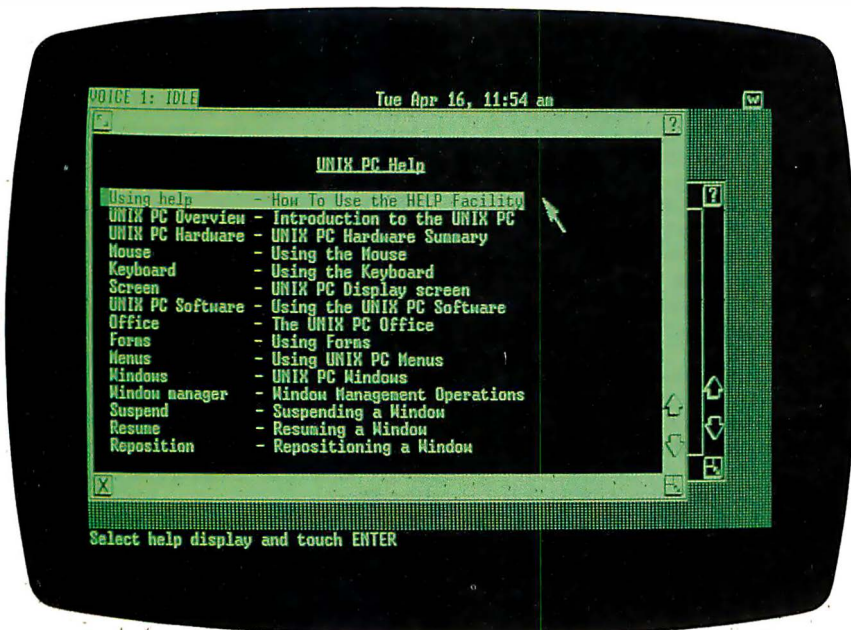 VOICE 1: IDLE Tue Apr 16, 11:54 am W
?
UNIX PC Help
Using help - How To Use the HELP Facility
?
UNIX PC Overview - Introduction to the UNIX PC
UNIX PC Hardware - UNIX PC Hardware Summary
Mouse - Using the Mouse
Keyboard - Using the Keyboard
Screen - UNIX PC Display screen
UNIX PC Software - Using the UNIX PC Software
Office - The UNIX PC Office
Forms - Using Forms
Menus - Using UNIX PC Menus
Windows - UNIX PC Windows
Window manager - Window Management Operations
Suspend - Suspending a Window
Resume - Resuming a Window
Reposition - Repositioning a Window
X
Select help display and touch ENTER